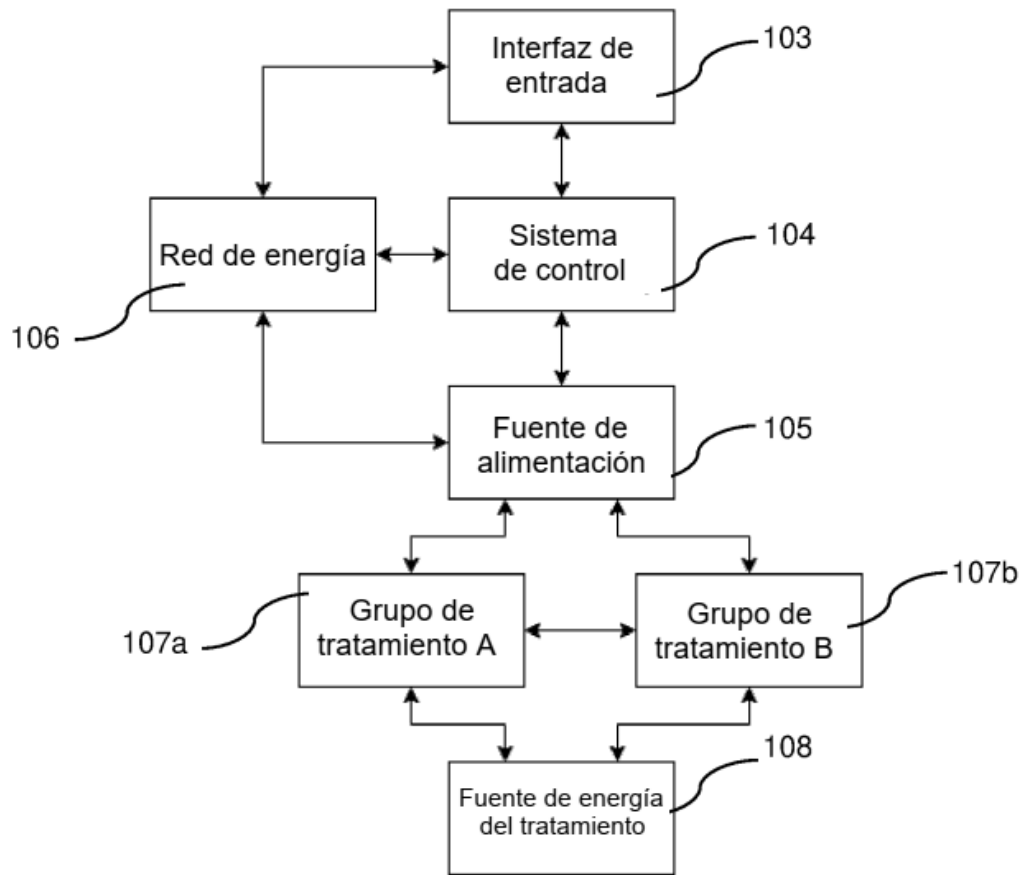 Interfaz de
entrada
103
Red de energía
106
Sistema
de control
104
Fuente de
alimentación
105
Grupo de
tratamiento A
107a
Grupo de
tratamiento B
107b
Fuente de energía
del tratamiento
108